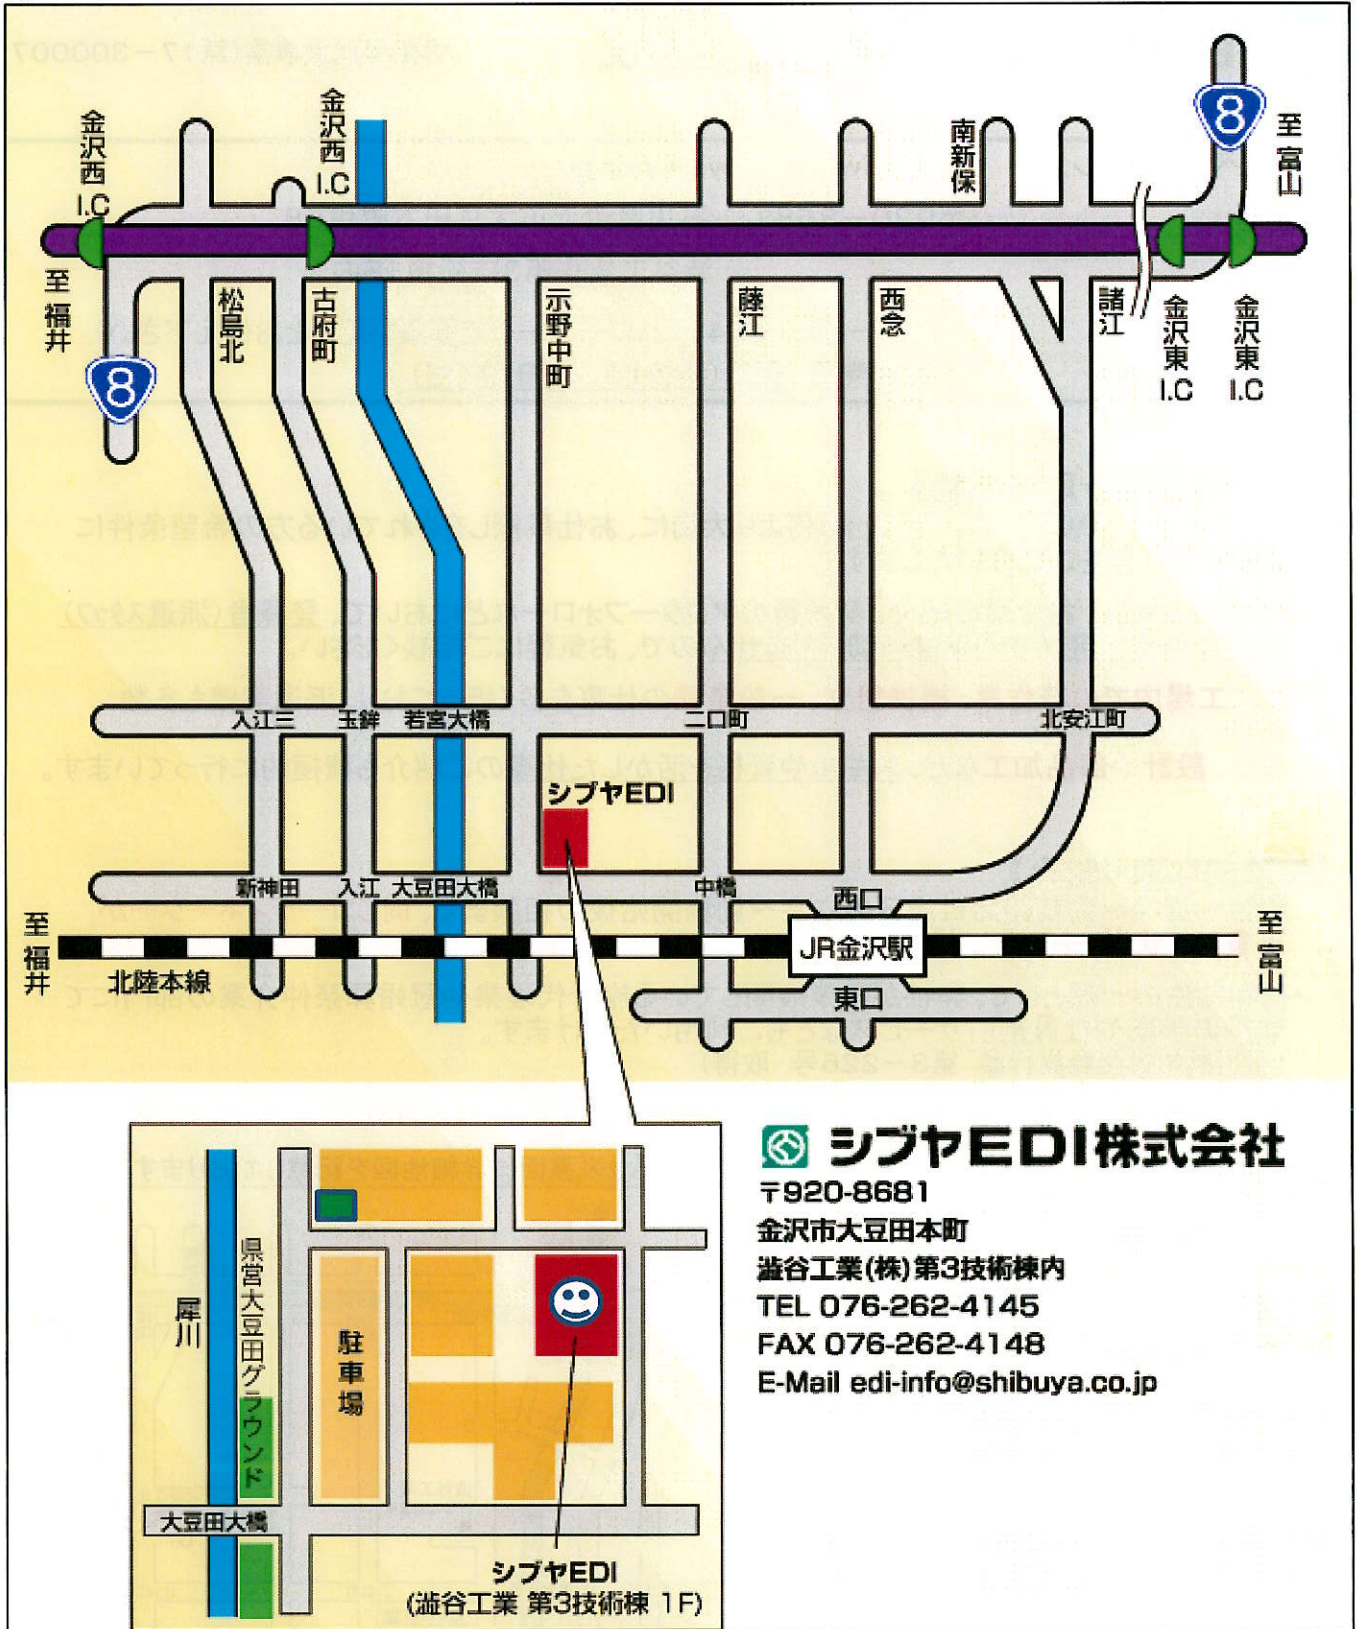 金沢西I.C
金沢西I.C
南新保
8
至 富山
至 福井
8
松島北
古府町
示野中町
藤江
西念
諸江
金沢東I.C
金沢東I.C
入江三
玉鉾
若宮大橋
二口町
北安江町
シブヤEDI
新神田
入江
大豆田大橋
中橋
西口
至 福井
北陸本線
JR金沢駅
至 富山
東口
犀川
県営大豆田グラウンド
駐車場
大豆田大橋
シブヤEDI
(澁谷工業 第3技術棟 1F)
シブヤEDI株式会社
〒920-8681
金沢市大豆田本町
澁谷工業(株)第3技術棟内
TEL 076-262-4145
FAX 076-262-4148
E-Mail edi-info@shibuya.co.jp